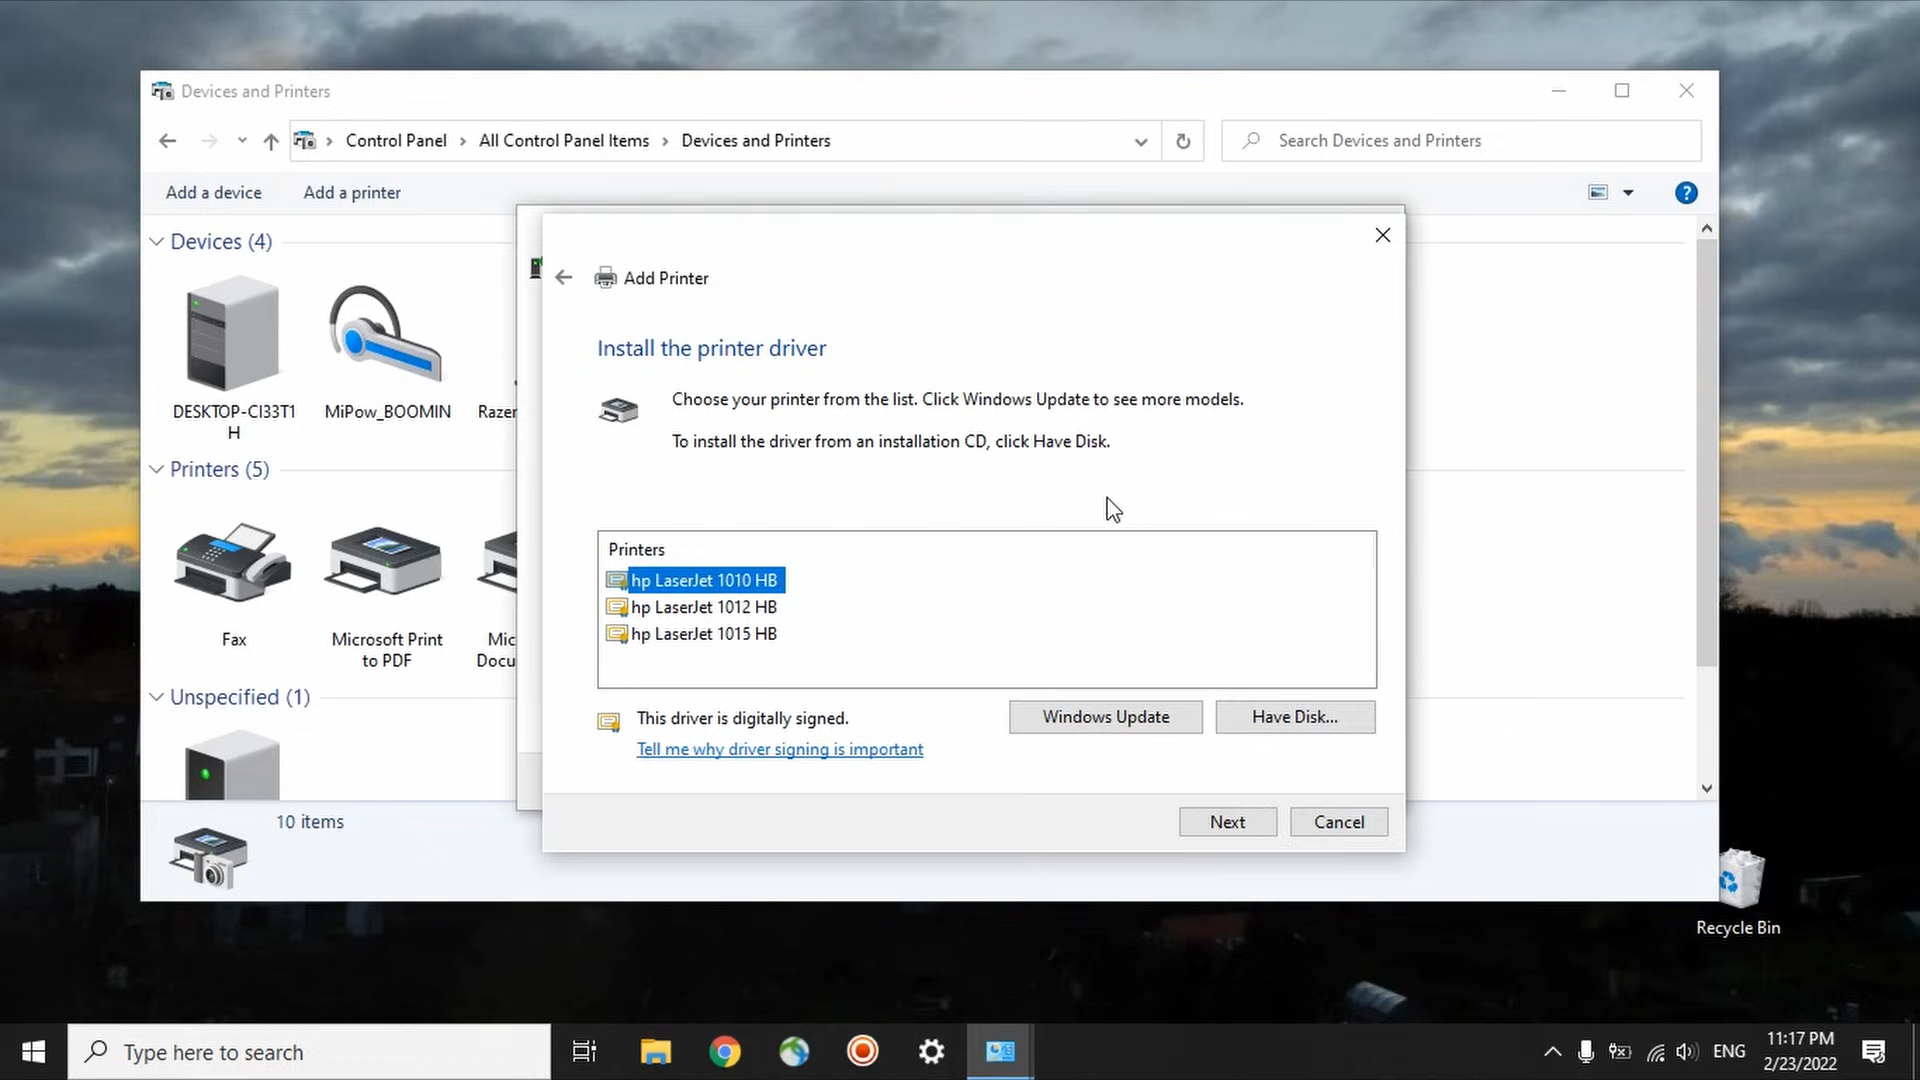 Devices and Printers
Control Panel
All Control Panel Items
Devices and Printers
Search Devices and Printers
Add a device
Add a printer
?
Devices (4)
DESKTOP-CI33T1
H
MiPow_BOOMIN
Razer
Printers (5)
Fax
Microsoft Print
to PDF
Mic
Docu
Unspecified (1)
10 items
Add Printer
Install the printer driver
Choose your printer from the list. Click Windows Update to see more models.
To install the driver from an installation CD, click Have Disk.
Printers
hp LaserJet 1010 HB
hp LaserJet 1012 HB
hp LaserJet 1015 HB
This driver is digitally signed.
Tell me why driver signing is important
Windows Update
Have Disk...
Next
Cancel
Recycle Bin
Type here to search
ENG
11:17 PM
2/23/2022